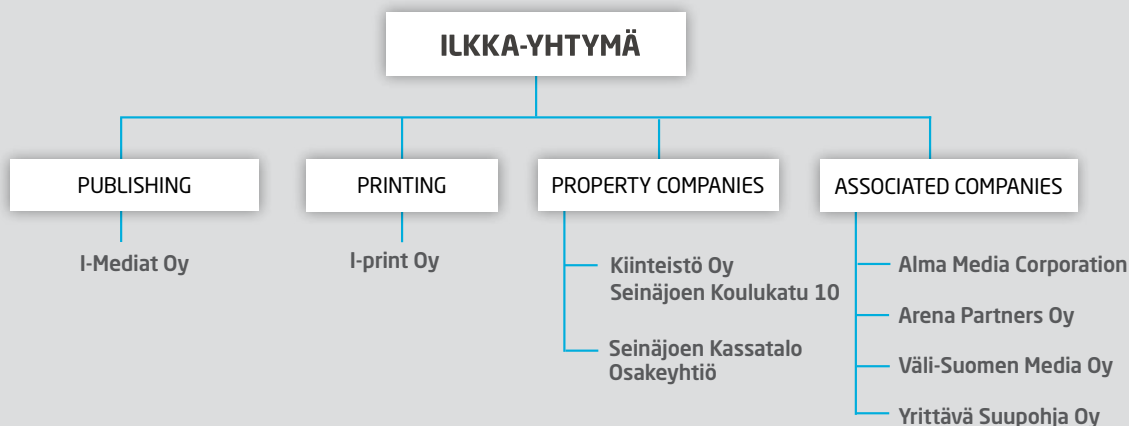 ILKKA-YHTYMÄ
PUBLISHING
PRINTING
PROPERTY COMPANIES
ASSOCIATED COMPANIES
I-Mediat Oy
I-print Oy
Kiinteistö Oy
Seinäjoen Koulukatu 10
Seinäjoen Kassatalo
Osakeyhtiö
Alma Media Corporation
Arena Partners Oy
Väli-Suomen Media Oy
Yrittävä Suupohja Oy